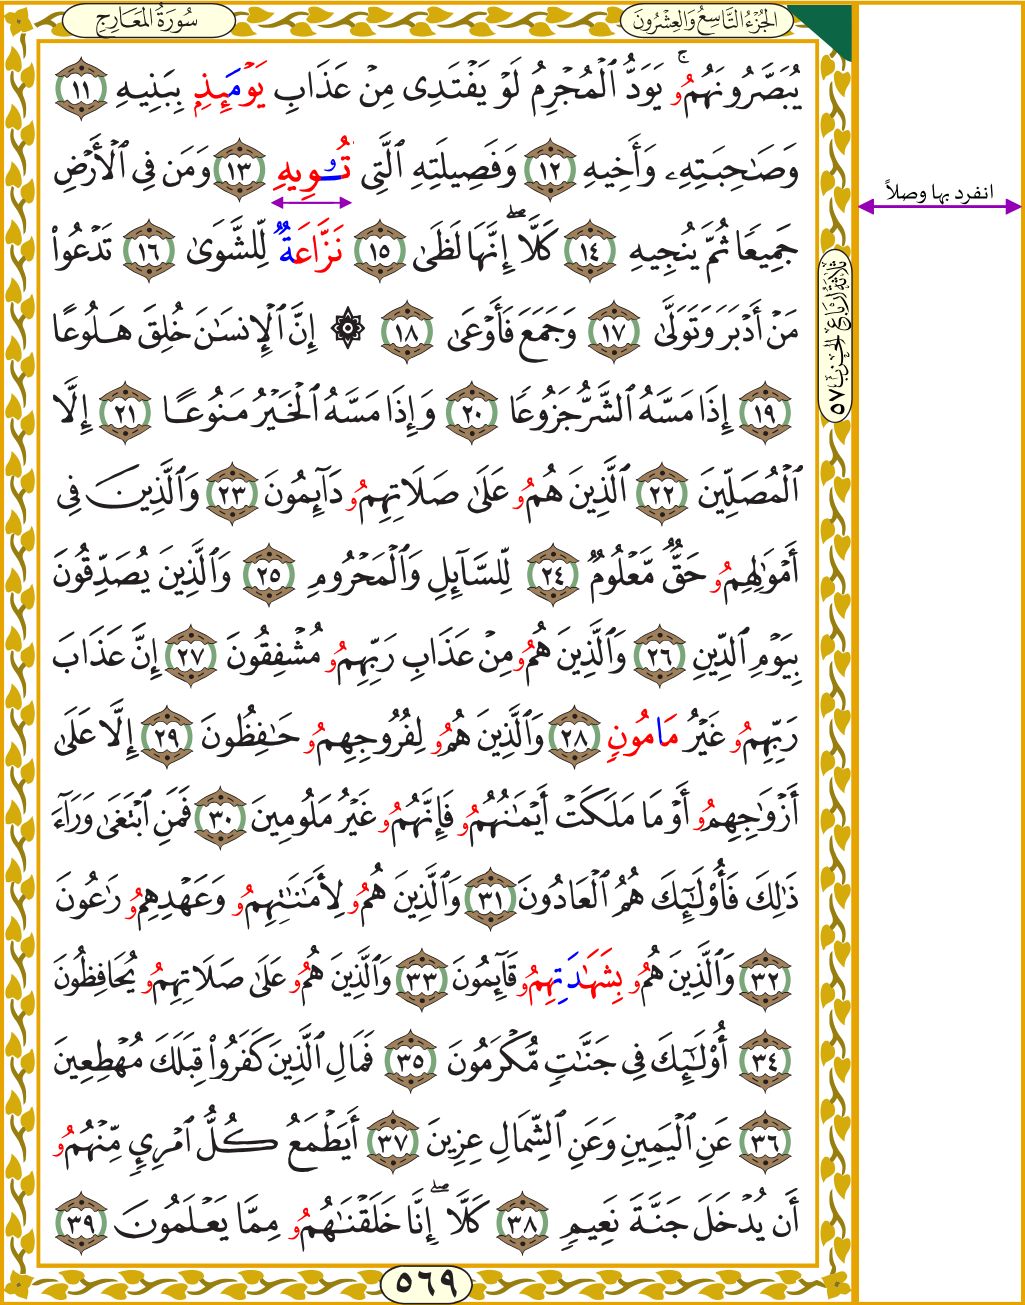 الجُزْءُ التَّاسِعُ وَالعِشْرُونَ
سُورَةُ المَعَارِجِ
يُبَصَّرُونَهُمُۥۚ يَوَدُّ ٱلْمُجْرِمُ لَوْ يَفْتَدِى مِنْ عَذَابِ يَوْمَئِذِۭ بِبَنِيهِ ١١
وَصَٰحِبَتِهِۦ وَأَخِيهِ ١٢ وَفَصِيلَتِهِ ٱلَّتِى تُــٔۡوِيهِ ١٣ وَمَن فِى ٱلْأَرْضِ
جَمِيعًا ثُمَّ يُنجِيهِ ١٤ كَلَّآۖ إِنَّهَا لَظَىٰ ١٥ نَزَّاعَةٌ لِّلشَّوَىٰ ١٦ تَدْعُوا۟
مَنْ أَدْبَرَ وَتَوَلَّىٰ ١٧ وَجَمَعَ فَأَوْعَىٰ ١٨ ۞ إِنَّ ٱلْإِنسَٰنَ خُلِقَ هَلُوعًا
١٩ إِذَا مَسَّهُ ٱلشَّرُّ جَزُوعًا ٢٠ وَإِذَا مَسَّهُ ٱلْخَيْرُ مَنُوعًا ٢١ إِلَّا
ٱلْمُصَلِّينَ ٢٢ ٱلَّذِينَ هُمُۥ عَلَىٰ صَلَاتِهِمُۥ دَآئِمُونَ ٢٣ وَٱلَّذِينَ فِى
أَمْوَٰلِهِمُۥ حَقٌّ مَّعْلُومٌ ٢٤ لِّلسَّآئِلِ وَٱلْمَحْرُومِ ٢٥ وَٱلَّذِينَ يُصَدِّقُونَ
بِيَوْمِ ٱلدِّينِ ٢٦ وَٱلَّذِينَ هُمُۥ مِنْ عَذَابِ رَبِّهِمُۥ مُشْفِقُونَ ٢٧ إِنَّ عَذَابَ
رَبِّهِمُۥ غَيْرُ مَامُونٍ ٢٨ وَٱلَّذِينَ هُمُۥ لِفُرُوجِهِمُۥ حَٰفِظُونَ ٢٩ إِلَّا عَلَىٰ
أَزْوَٰجِهِمُۥ أَوْ مَا مَلَكَتْ أَيْمَٰنُهُمُۥ فَإِنَّهُمُۥ غَيْرُ مَلُومِينَ ٣٠ فَمَنِ ٱبْتَغَىٰ وَرَآءَ
ذَٰلِكَ فَأُو۟لَٰٓئِكَ هُمُ ٱلْعَادُونَ ٣١ وَٱلَّذِينَ هُمُۥ لِأَمَٰنَٰتِهِمُۥ وَعَهْدِهِمُۥ رَٰعُونَ
٣٢ وَٱلَّذِينَ هُمُۥ بِشَهَٰدَتِهِمُۥ قَآئِمُونَ ٣٣ وَٱلَّذِينَ هُمُۥ عَلَىٰ صَلَاتِهِمُۥ يُحَافِظُونَ
٣٤ أُو۟لَٰٓئِكَ فِى جَنَّٰتٍ مُّكْرَمُونَ ٣٥ فَمَالِ ٱلَّذِينَ كَفَرُوا۟ قِبَلَكَ مُهْطِعِينَ
٣٦ عَنِ ٱلْيَمِينِ وَعَنِ ٱلشِّمَالِ عِزِينَ ٣٧ أَيَطْمَعُ كُلُّ ٱمْرِئٍ مِّنْهُمُۥ
أَن يُدْخَلَ جَنَّةَ نَعِيمٍ ٣٨ كَلَّآۖ إِنَّا خَلَقْنَٰهُمُۥ مِمَّا يَعْلَمُونَ ٣٩
انفرد بها وصلاً
ثَلَاثَةُ أَرْبَاعِ الحِزْبِ ٥٧
٥٦٩